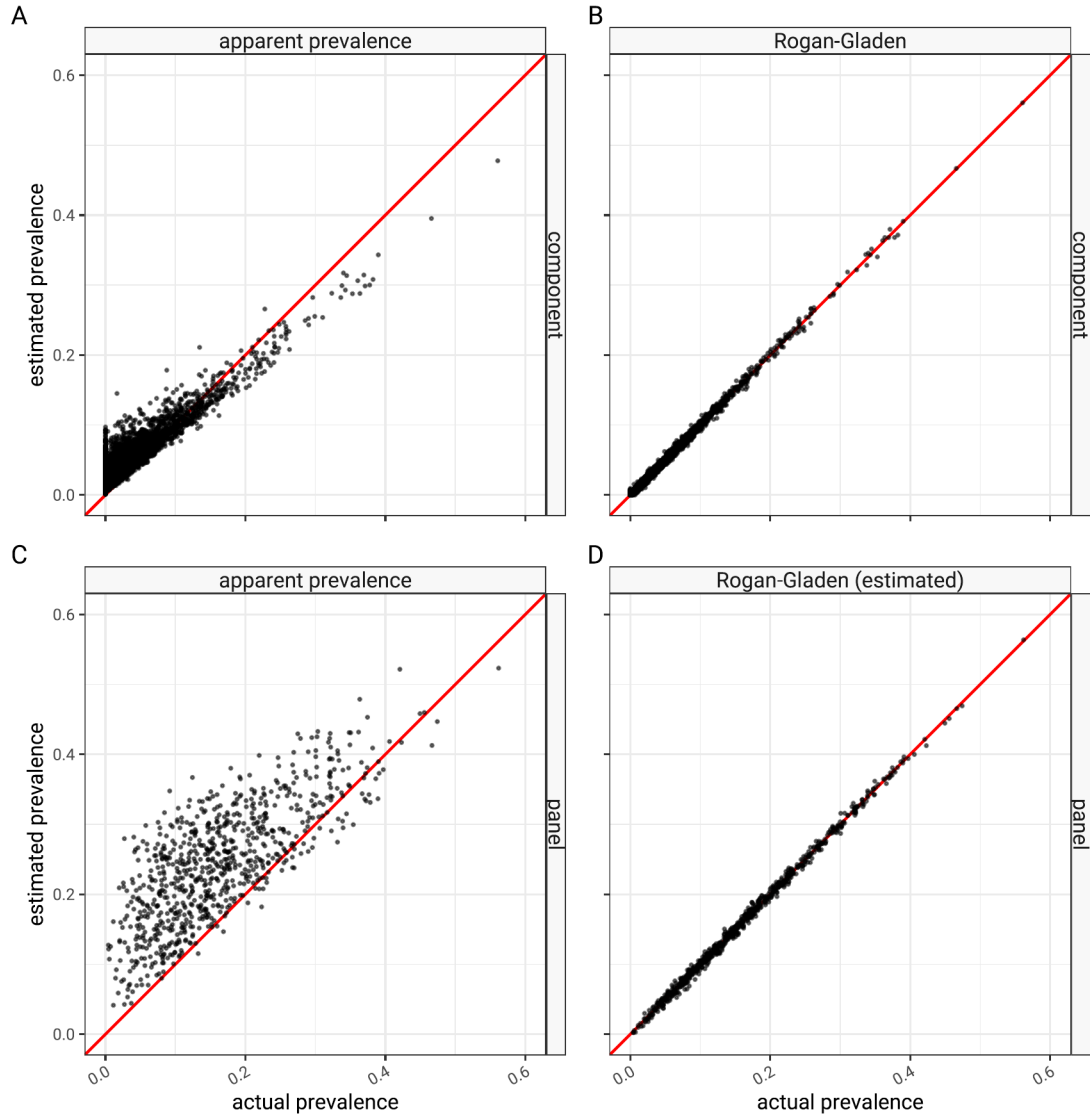 A
apparent prevalence
0.6
0.4
0.2
0.0
estimated prevalence
component
B
Rogan-Gladen
component
C
apparent prevalence
0.6
0.4
0.2
0.0
estimated prevalence
panel
0.0
0.2
0.4
0.6
actual prevalence
D
Rogan-Gladen (estimated)
panel
0.0
0.2
0.4
0.6
actual prevalence